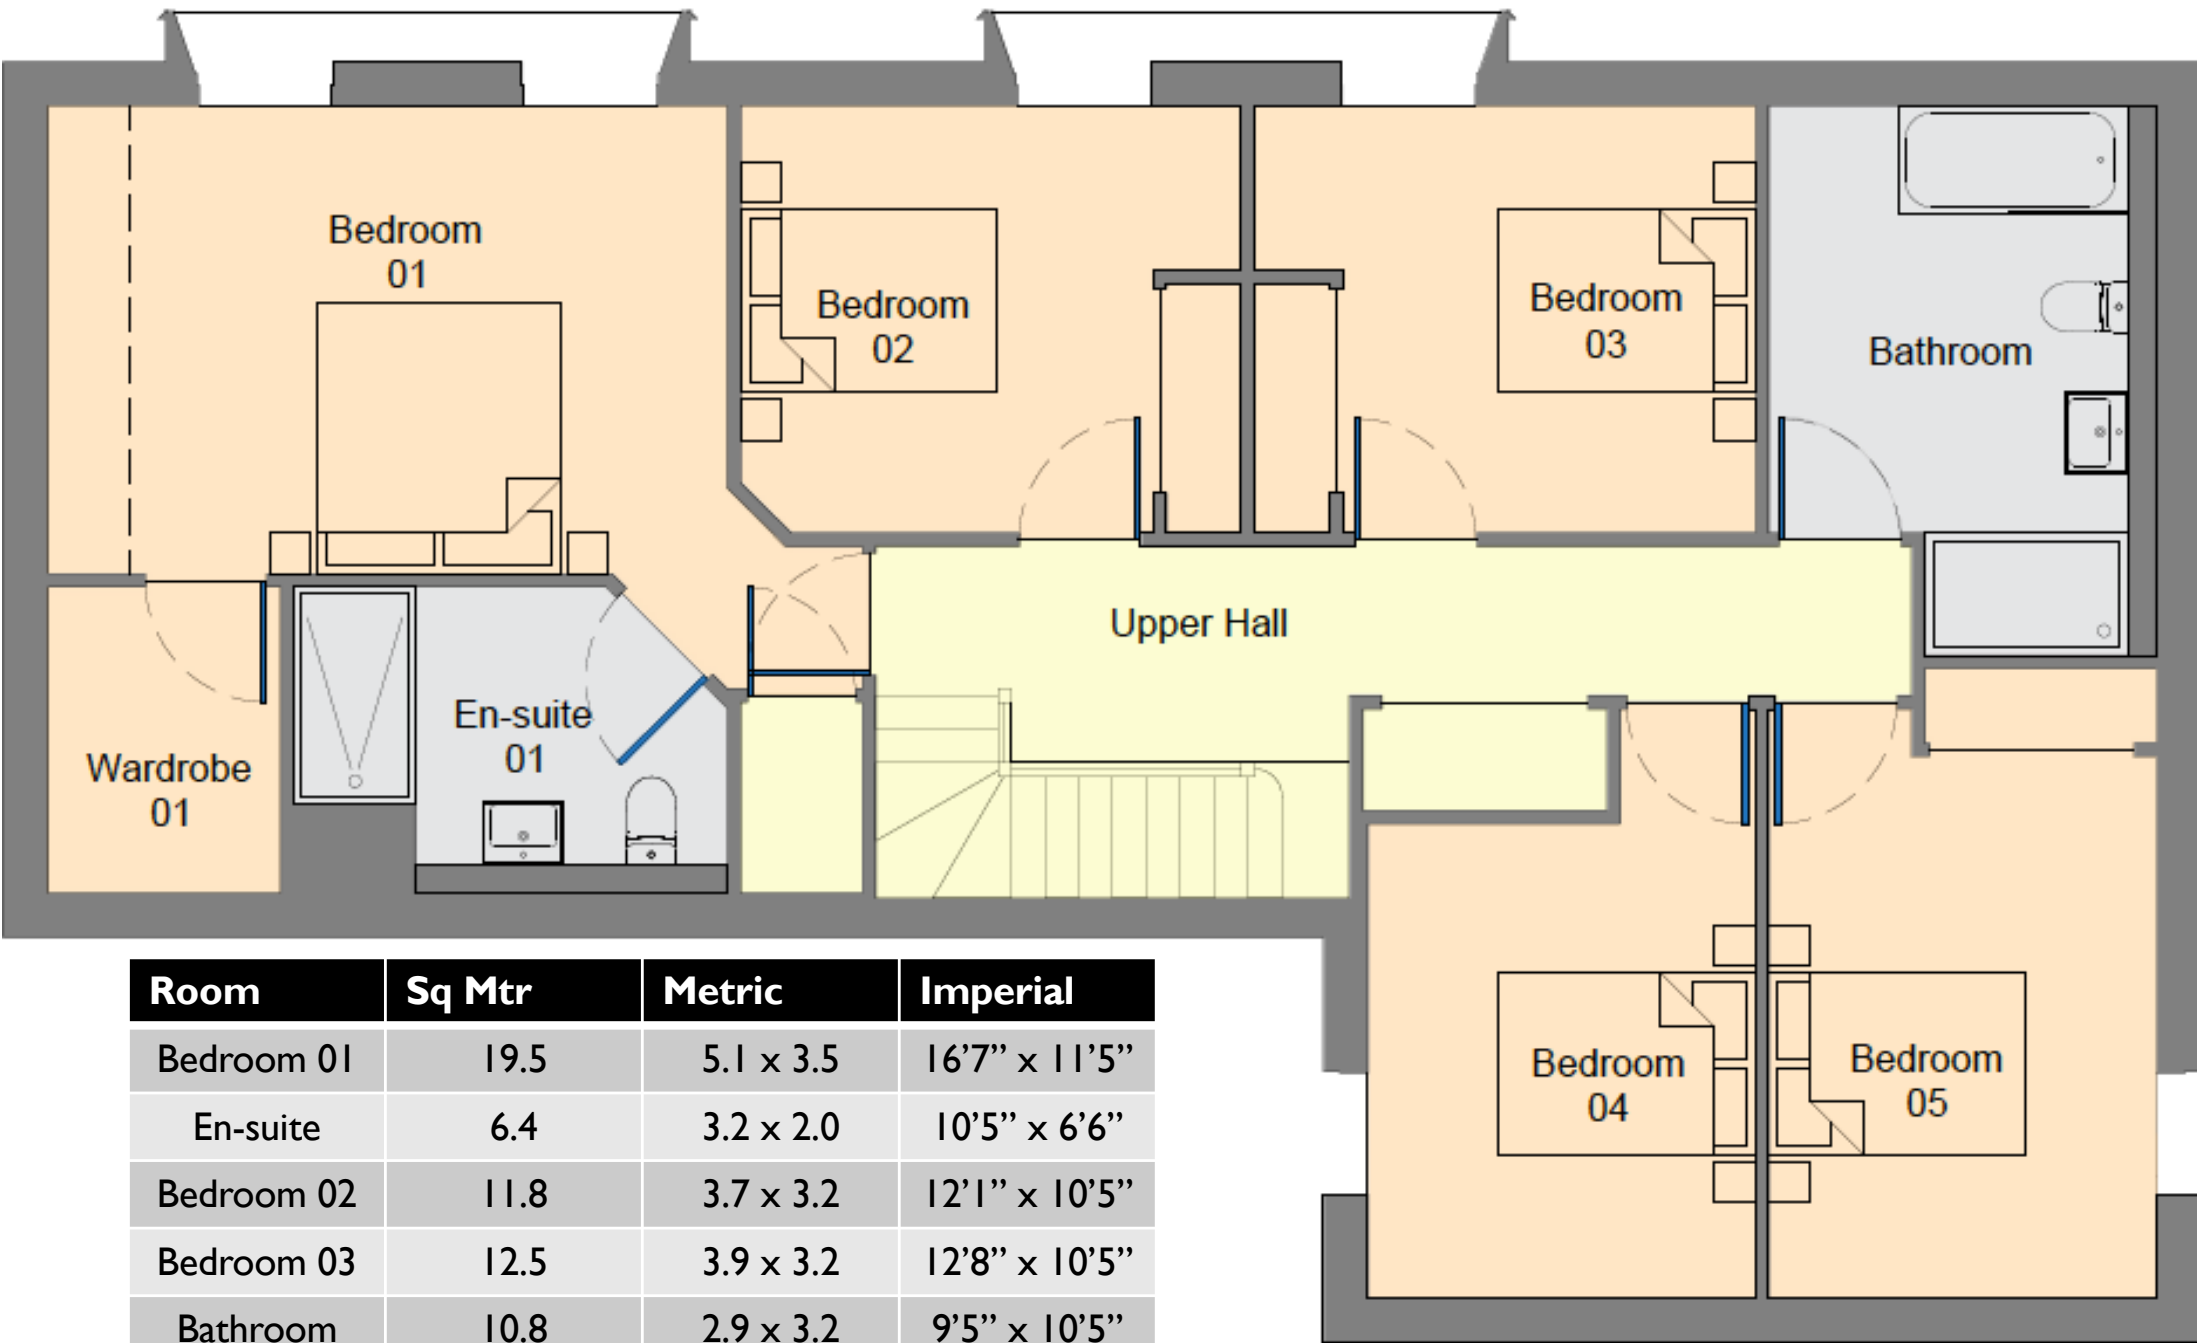 Bedroom
01
Bedroom
02
Bedroom
03
Bathroom
Upper Hall
En-suite
01
Wardrobe
01
Bedroom
04
Bedroom
05
Room Sq Mtr Metric Imperial
Bedroom 01 19.5 5.1 x 3.5 16’7” x 11’5”
En-suite 6.4 3.2 x 2.0 10’5” x 6’6”
Bedroom 02 11.8 3.7 x 3.2 12’1” x 10’5”
Bedroom 03 12.5 3.9 x 3.2 12’8” x 10’5”
Bathroom 10.8 2.9 x 3.2 9’5” x 10’5”